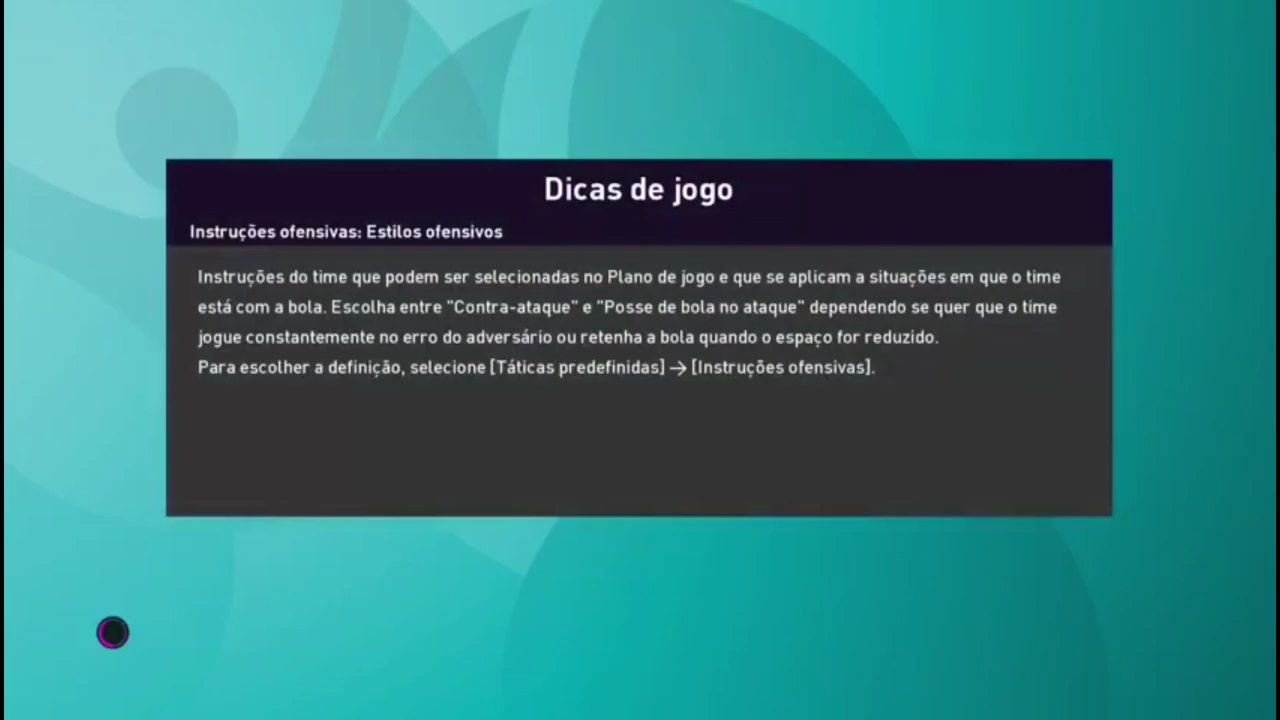 Dicas de jogo
Instruções ofensivas: Estilos ofensivos
Instruções do time que podem ser selecionadas no Plano de jogo e que se aplicam a situações em que o time
está com a bola. Escolha entre "Contra-ataque" e "Posse de bola no ataque" dependendo se quer que o time
jogue constantemente no erro do adversário ou retenha a bola quando o espaço for reduzido.
Para escolher a definição, selecione [Táticas predefinidas] → [Instruções ofensivas].